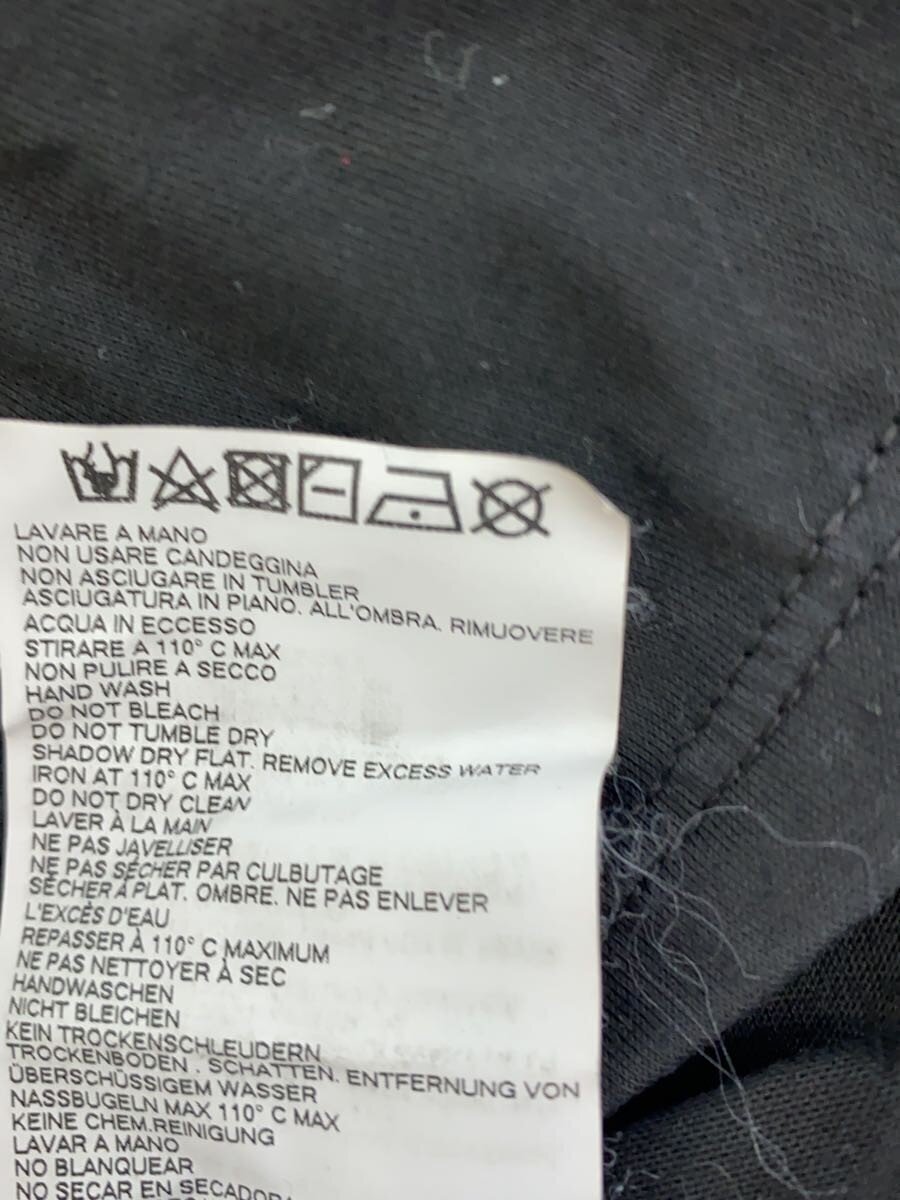 LAVARE A MANO
NON USARE CANDEGGINA
NON ASCIUGARE IN TUMBLER
ASCIUGATURA IN PIANO. ALL'OMBRA. RIMUOVERE
ACQUA IN ECCESSO
STIRARE A 110° C MAX
NON PULIRE A SECCO
HAND WASH
DO NOT BLEACH
DO NOT TUMBLE DRY
SHADOW DRY FLAT. REMOVE EXCESS WATER
IRON AT 110° C MAX
DO NOT DRY CLEAN
LAVER À LA MAIN
NE PAS JAVELLISER
NE PAS SÉCHER PAR CULBUTAGE
SÉCHER À PLAT. OMBRE. NE PAS ENLEVER
L'EXCÈS D'EAU
REPASSER À 110° C MAXIMUM
NE PAS NETTOYER À SEC
HANDWASCHEN
NICHT BLEICHEN
KEIN TROCKENSCHLEUDERN
TROCKENBODEN . SCHATTEN. ENTFERNUNG VON
ÜBERSCHÜSSIGEM WASSER
NASSBUGELN MAX 110° C MAX
KEINE CHEM.REINIGUNG
LAVAR A MANO
NO BLANQUEAR
NO SECAR EN SECADORA